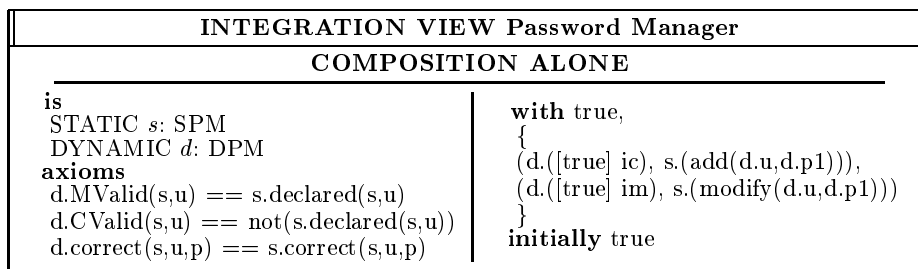 INTEGRATION VIEW Password Manager
COMPOSITION ALONE
is
STATIC s: SPM
DYNAMIC d: DPM
axioms
d.MValid(s,u) == s.declared(s,u)
d.CValid(s,u) == not(s.declared(s,u))
d.correct(s,u,p) == s.correct(s,u,p)
with true,
{
(d.([true] ic), s.(add(d.u,d.p1))),
(d.([true] im), s.(modify(d.u,d.p1)))
}
initially true